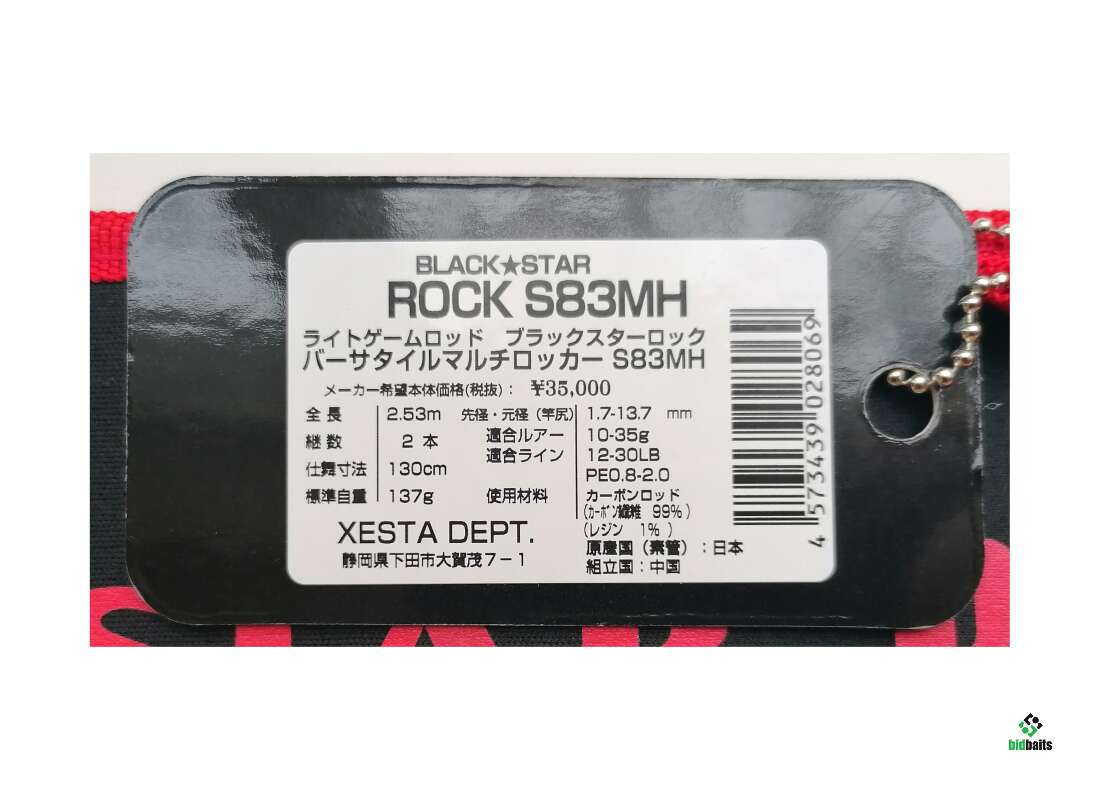 BLACK★STAR
ROCK S83MH
ライトゲームロッド ブラックスターロック
バーサタイルマルチロッカー S83MH
メーカー希望本体価格(税抜)： ¥35,000
全長 2.53m 先径・元径（竿尻） 1.7-13.7 mm
継数 2 本 適合ルアー 10-35g
適合ライン 12-30LB
仕舞寸法 130cm PE0.8-2.0
標準自重 137g 使用材料 カーボンロッド
(ｶｰﾎﾞﾝ繊維 99%)
(レジン 1%)
XESTA DEPT.
静岡県下田市大賀茂7-1
原産国（素管）：日本
組立国：中国
4 573439 028069
bidbaits